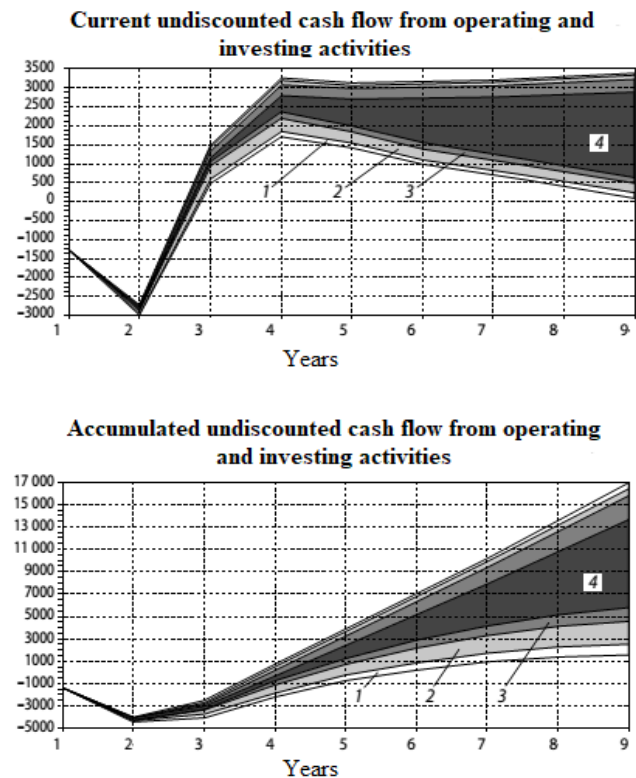 Current undiscounted cash flow from operating and
investing activities
3500
3000
2500
2000
1500
1000
500
0
−500
−1000
−1500
−2000
−2500
−3000
1 2 3 4 5 6 7 8 9
1 2 3 4
Years
Accumulated undiscounted cash flow from operating
and investing activities
17 000
15 000
13 000
11 000
9000
7000
5000
3000
1000
−1000
−3000
−5000
1 2 3 4 5 6 7 8 9
1 2 3 4
Years